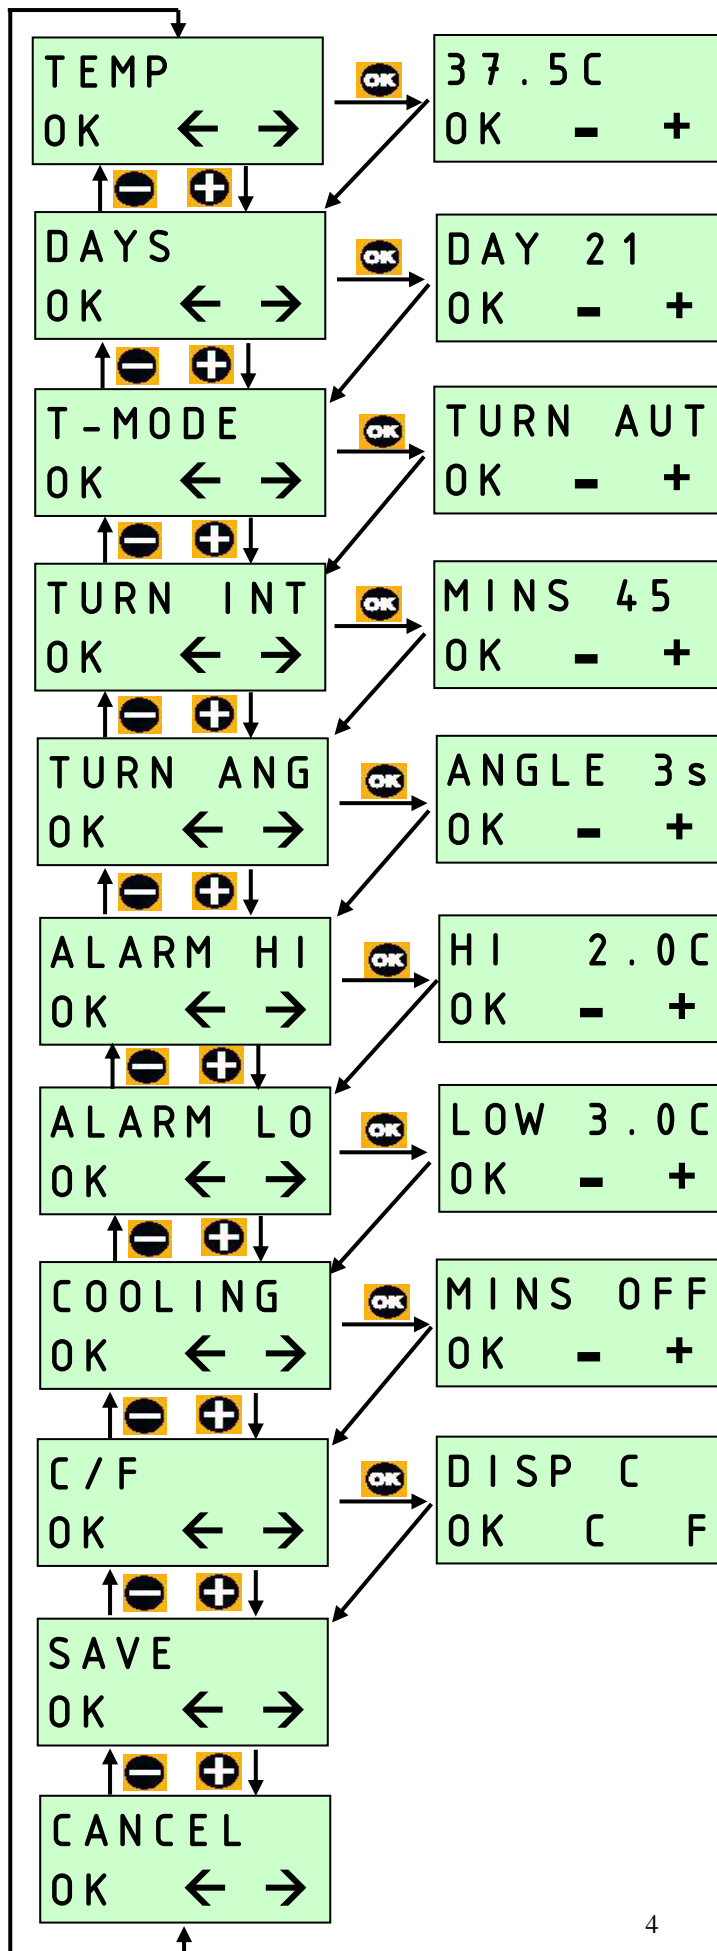 TEMP
OK ← →
OK
37.5C
OK - +
DAYS
OK ← →
OK
DAY 21
OK - +
T-MODE
OK ← →
OK
TURN AUT
OK - +
TURN INT
OK ← →
OK
MINS 45
OK - +
TURN ANG
OK ← →
OK
ANGLE 3s
OK - +
ALARM HI
OK ← →
OK
HI 2.0C
OK - +
ALARM LO
OK ← →
OK
LOW 3.0C
OK - +
COOLING
OK ← →
OK
MINS OFF
OK - +
C/F
OK ← →
OK
DISP C
OK C F
SAVE
OK ← →
CANCEL
OK ← →
4